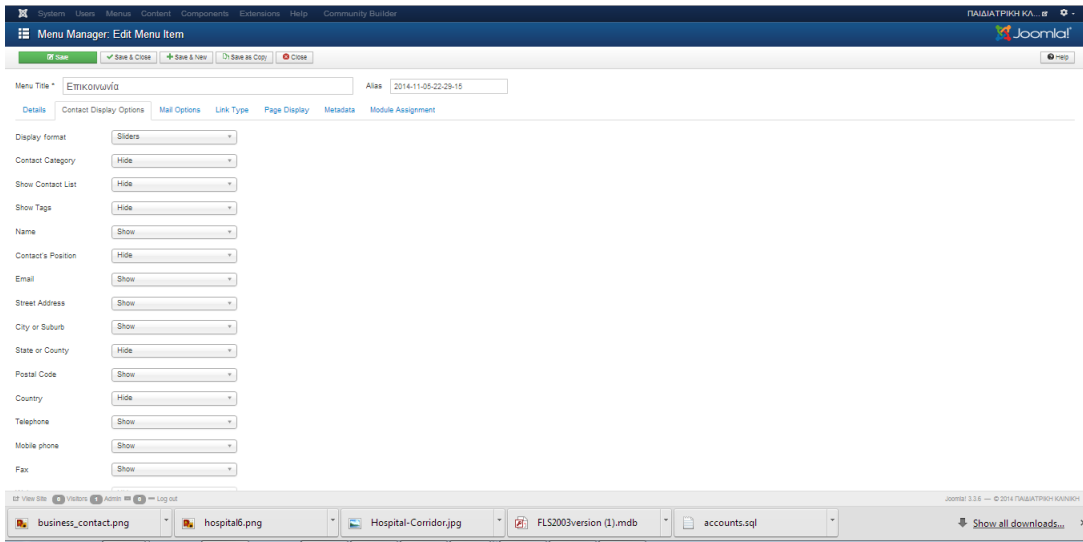 System Users Menus Content Components Extensions Help Community Builder ΠΑΙΔΙΑΤΡΙΚΗ ΚΛ...
Menu Manager: Edit Menu Item Joomla!
Save Save & Close Save & New Save as Copy Close Help
Menu Title * Επικοινωνία Alias 2014-11-05-22-29-15
Details Contact Display Options Mail Options Link Type Page Display Metadata Module Assignment
Display format Sliders
Contact Category Hide
Show Contact List Hide
Show Tags Hide
Name Show
Contact's Position Hide
Email Show
Street Address Show
City or Suburb Show
State or County Hide
Postal Code Show
Country Hide
Telephone Show
Mobile phone Show
Fax Show
View Site 0 Visitors 1 Admin 0 Log out Joomla! 3.3.6 — © 2014 ΠΑΙΔΙΑΤΡΙΚΗ ΚΛΙΝΙΚΗ
business_contact.png hospital6.png Hospital-Corridor.jpg FLS2003version (1).mdb accounts.sql Show all downloads...